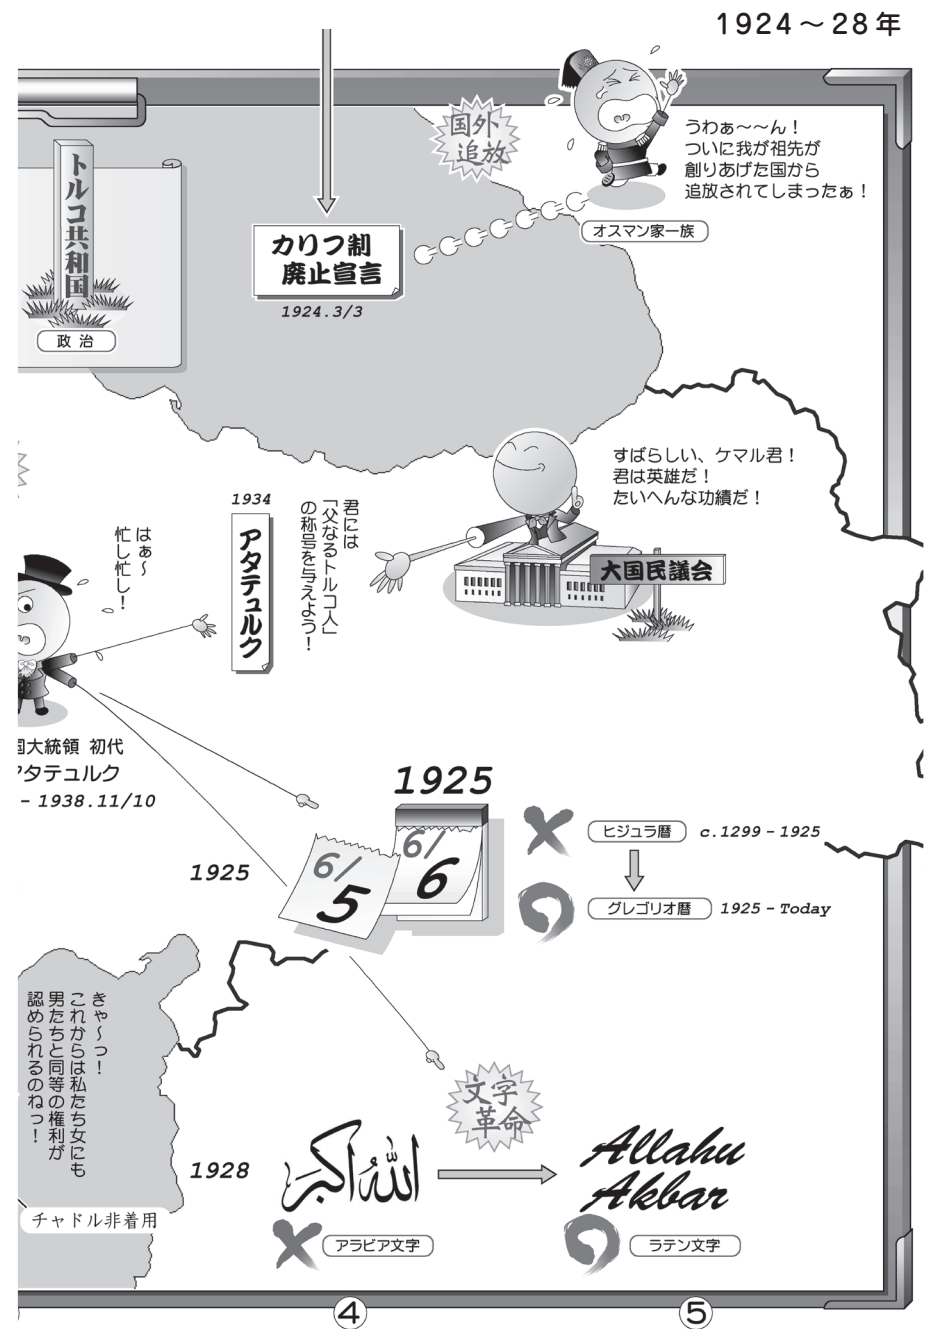 1924～28年
国外
追放
うわぁ～～ん！
ついに我が祖先が
創りあげた国から
追放されてしまったぁ！
オスマン家一族
トルコ共和国
政治
カリフ制
廃止宣言
1924.3/3
すばらしい、ケマル君！
君は英雄だ！
たいへんな功績だ！
大国民議会
君には
「父なるトルコ人」
の称号を与えよう！
1934
アタテュルク
はぁ～
忙し忙し！
国大統領 初代
アタテュルク
– 1938.11/10
1925
1925
6/5
6/6
ヒジュラ暦 c.1299 – 1925
グレゴリオ暦 1925 – Today
きゃ～っ！
これからは私たち女にも
男たちと同等の権利が
認められるのねっ！
チャドル非着用
文字
革命
1928
الله أكبر
Allahu
Akbar
アラビア文字
ラテン文字
④
⑤